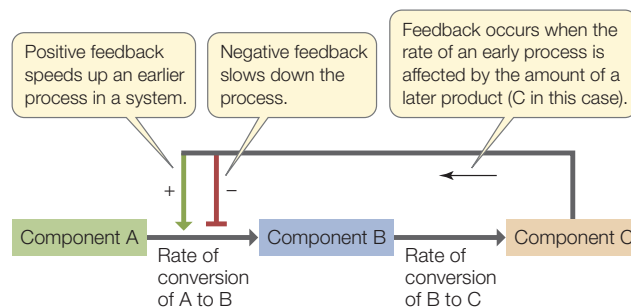 Positive feedback
speeds up an earlier
process in a system.
Negative feedback
slows down the
process.
Feedback occurs when the
rate of an early process is
affected by the amount of a
later product (C in this case).
+
–
Component A
Component B
Component C
Rate of
conversion
of A to B
Rate of
conversion
of B to C